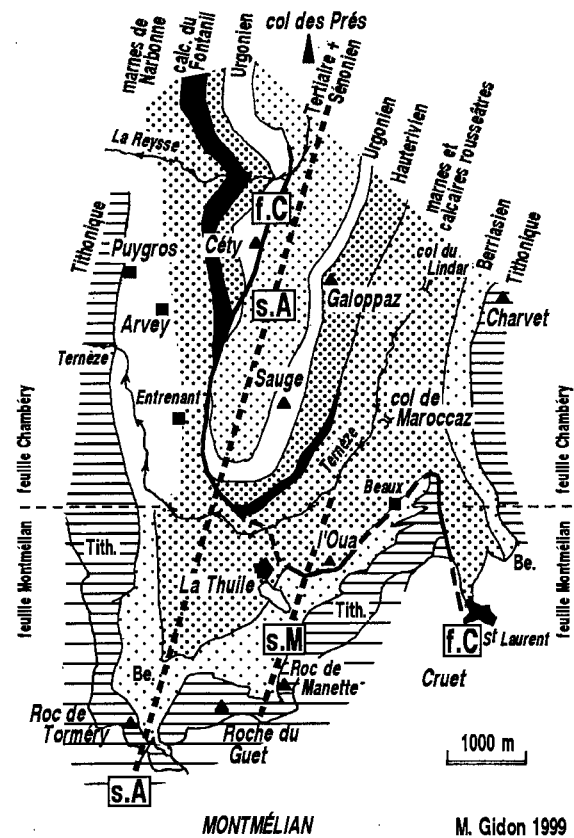 col des Prés
marnes de
Narbonne
calc. du
Fontanil
Urgonien
Tertiaire +
Sénonien
La Reysse
Urgonien
Hauterivien
marnes et
calcaires rousseâtres
Berriasien
Tithonique
Tithonique
f.C
Puygros
Céty
col du
Lindar
Galoppaz
Charvet
s.A
Arvey
Ternèze
Sauge
Entrenant
col de
Maroccaz
Ternèze
feuille Chambéry
feuille Chambéry
Beaux
feuille Montmélian
feuille Montmélian
Tith.
l'Oua
La Thuile
Tith.
Be.
s.M
f.C
St Laurent
Cruet
Be.
Roc de
Manette
Roc de
Torméry
Roche du
Guet
1000 m
s.A
MONTMÉLIAN
M. Gidon 1999